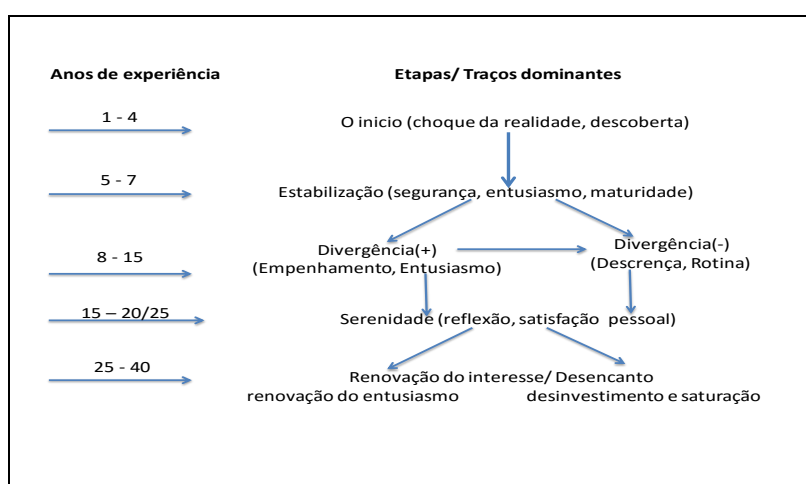 Anos de experiência
Etapas/ Traços dominantes
1 - 4
O inicio (choque da realidade, descoberta)
5 - 7
Estabilização (segurança, entusiasmo, maturidade)
8 - 15
Divergência(+)
(Empenhamento, Entusiasmo)
Divergência(-)
(Descrença, Rotina)
15 – 20/25
Serenidade (reflexão, satisfação pessoal)
25 - 40
Renovação do interesse/ Desencanto
renovação do entusiasmo desinvestimento e saturação